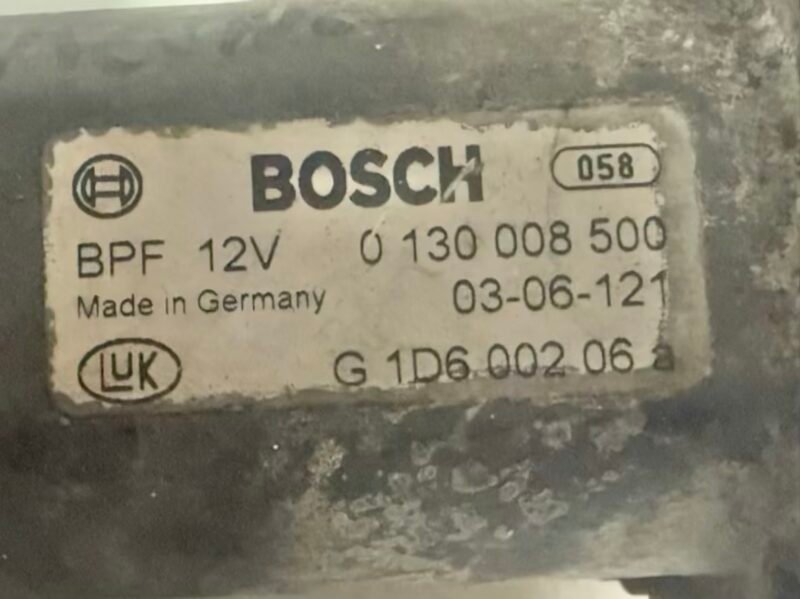 BOSCH 058
BPF 12V 0 130 008 500
Made in Germany 03-06-121
LUK G 1D6 002 06 a